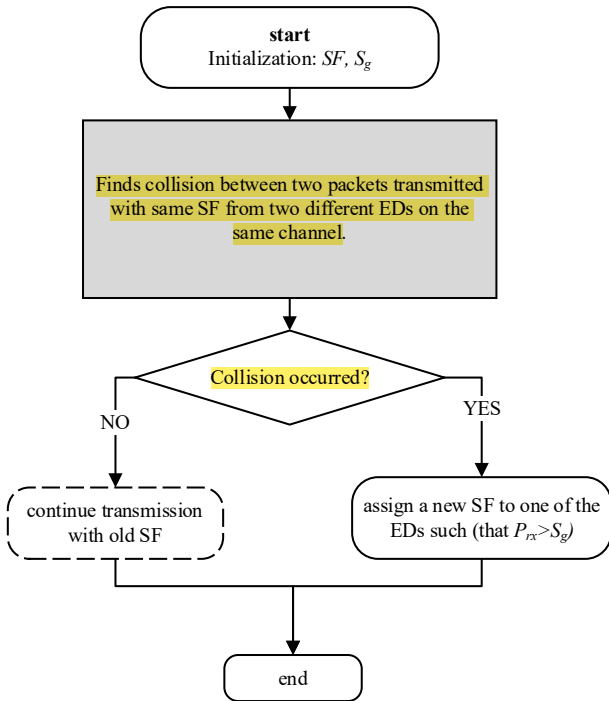 start
Initialization: SF, Sg
Finds collision between two packets transmitted
with same SF from two different EDs on the
same channel.
Collision occurred?
NO
YES
continue transmission
with old SF
assign a new SF to one of the
EDs such (that Prx>Sg)
end